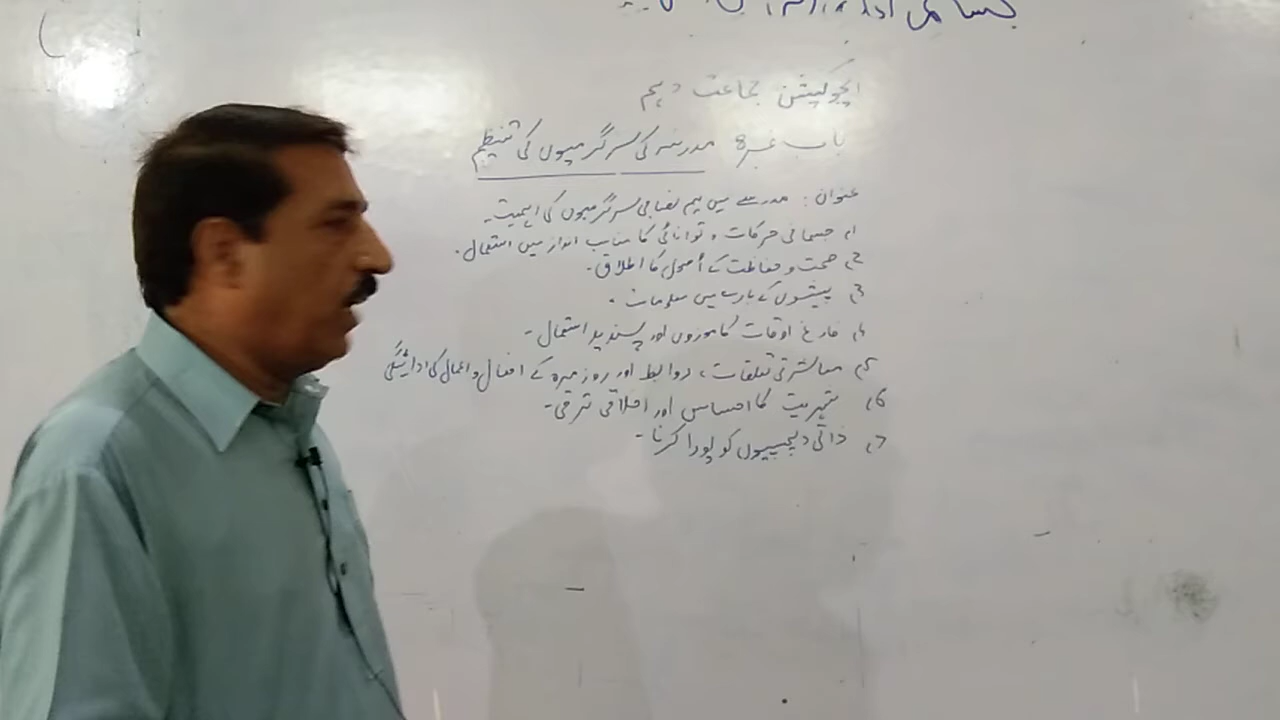 ایجوکیشن جماعت دہم
باب نمبر 8 مدرسہ کی سرگرمیوں کی تنظیم
عنوان: مدرسے میں ہم نصابی سرگرمیوں کی اہمیت۔
1, جسمانی حرکات و توانائی کا مناسب انداز میں استعمال۔
2, صحت و حفاظت کے اُصول کا اطلاق۔
3, پیشوں کے بارے میں معلومات۔
4, فارغ اوقات کا موزوں اور پسندیدہ استعمال۔
5, معاشرتی تعلقات، روابط اور روزمرہ کے افعال و اعمال کی ادائیگی
6, شہریت کا احساس اور اخلاقی ترقی۔
7, ذاتی دلچسپیوں کو پورا کرنا۔